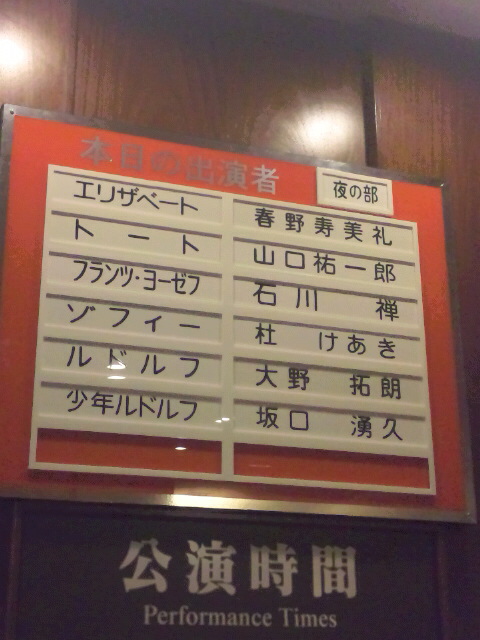 本日の出演者
夜の部
エリザベート 春野寿美礼
トート 山口祐一郎
フランツ・ヨーゼフ 石川 禅
ゾフィー 杜 けあき
ルドルフ 大野 拓朗
少年ルドルフ 坂口 湧久
公演時間
Performance Times